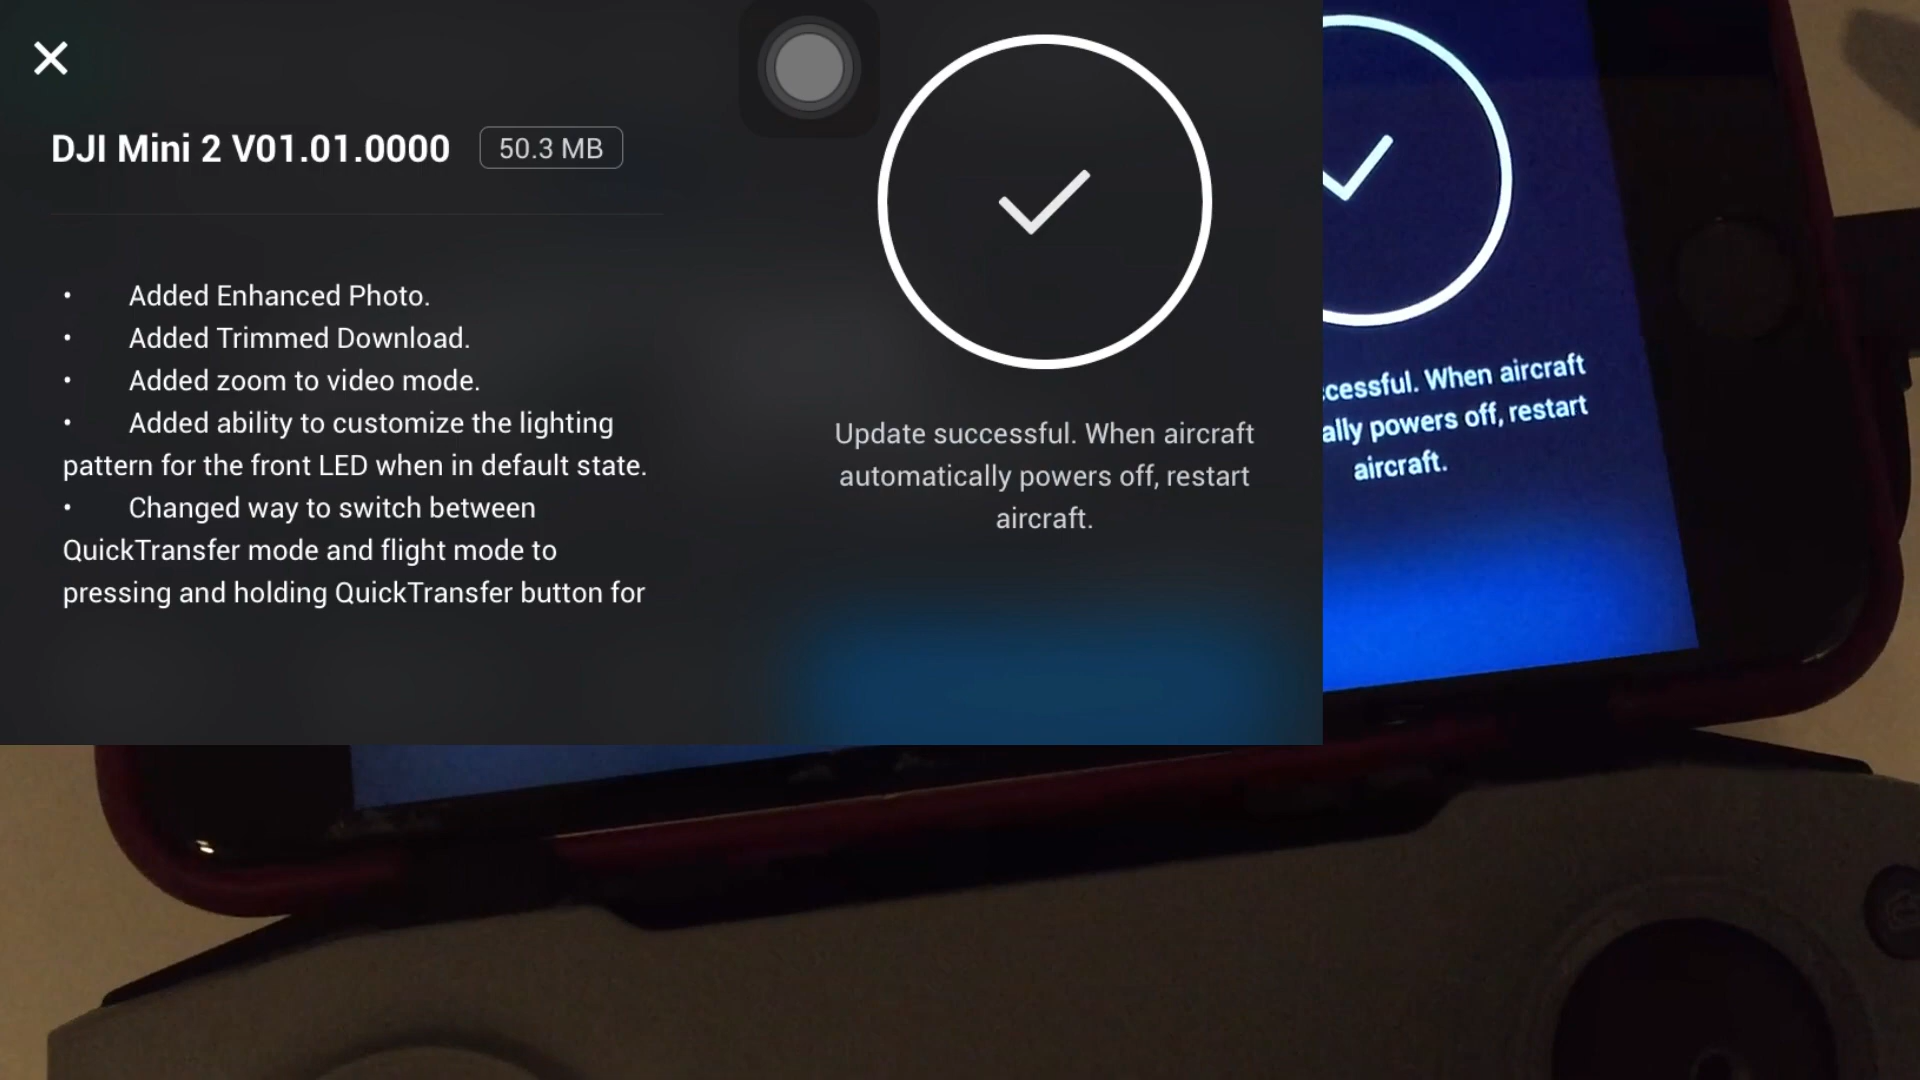 DJI Mini 2 V01.01.0000 50.3 MB
• Added Enhanced Photo.
• Added Trimmed Download.
• Added zoom to video mode.
• Added ability to customize the lighting
pattern for the front LED when in default state.
• Changed way to switch between
QuickTransfer mode and flight mode to
pressing and holding QuickTransfer button for
Update successful. When aircraft
automatically powers off, restart
aircraft.
cessful. When aircraft
ally powers off, restart
aircraft.